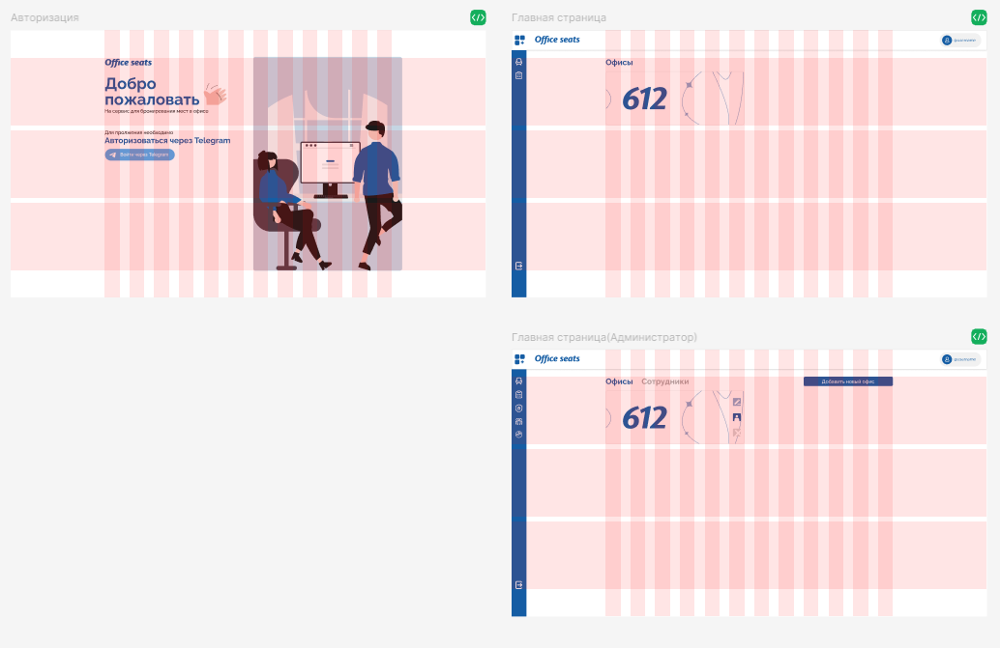 Авторизация
Office seats
Добро
пожаловать
На сервис для бронирования мест в офисе
Для пролжения необходимо
Авторизоваться через Telegram
Войти через Telegram
Главная страница
Office seats
Офисы
612
Главная страница(Администратор)
Office seats
Офисы Сотрудники
Добавить новый офис
612